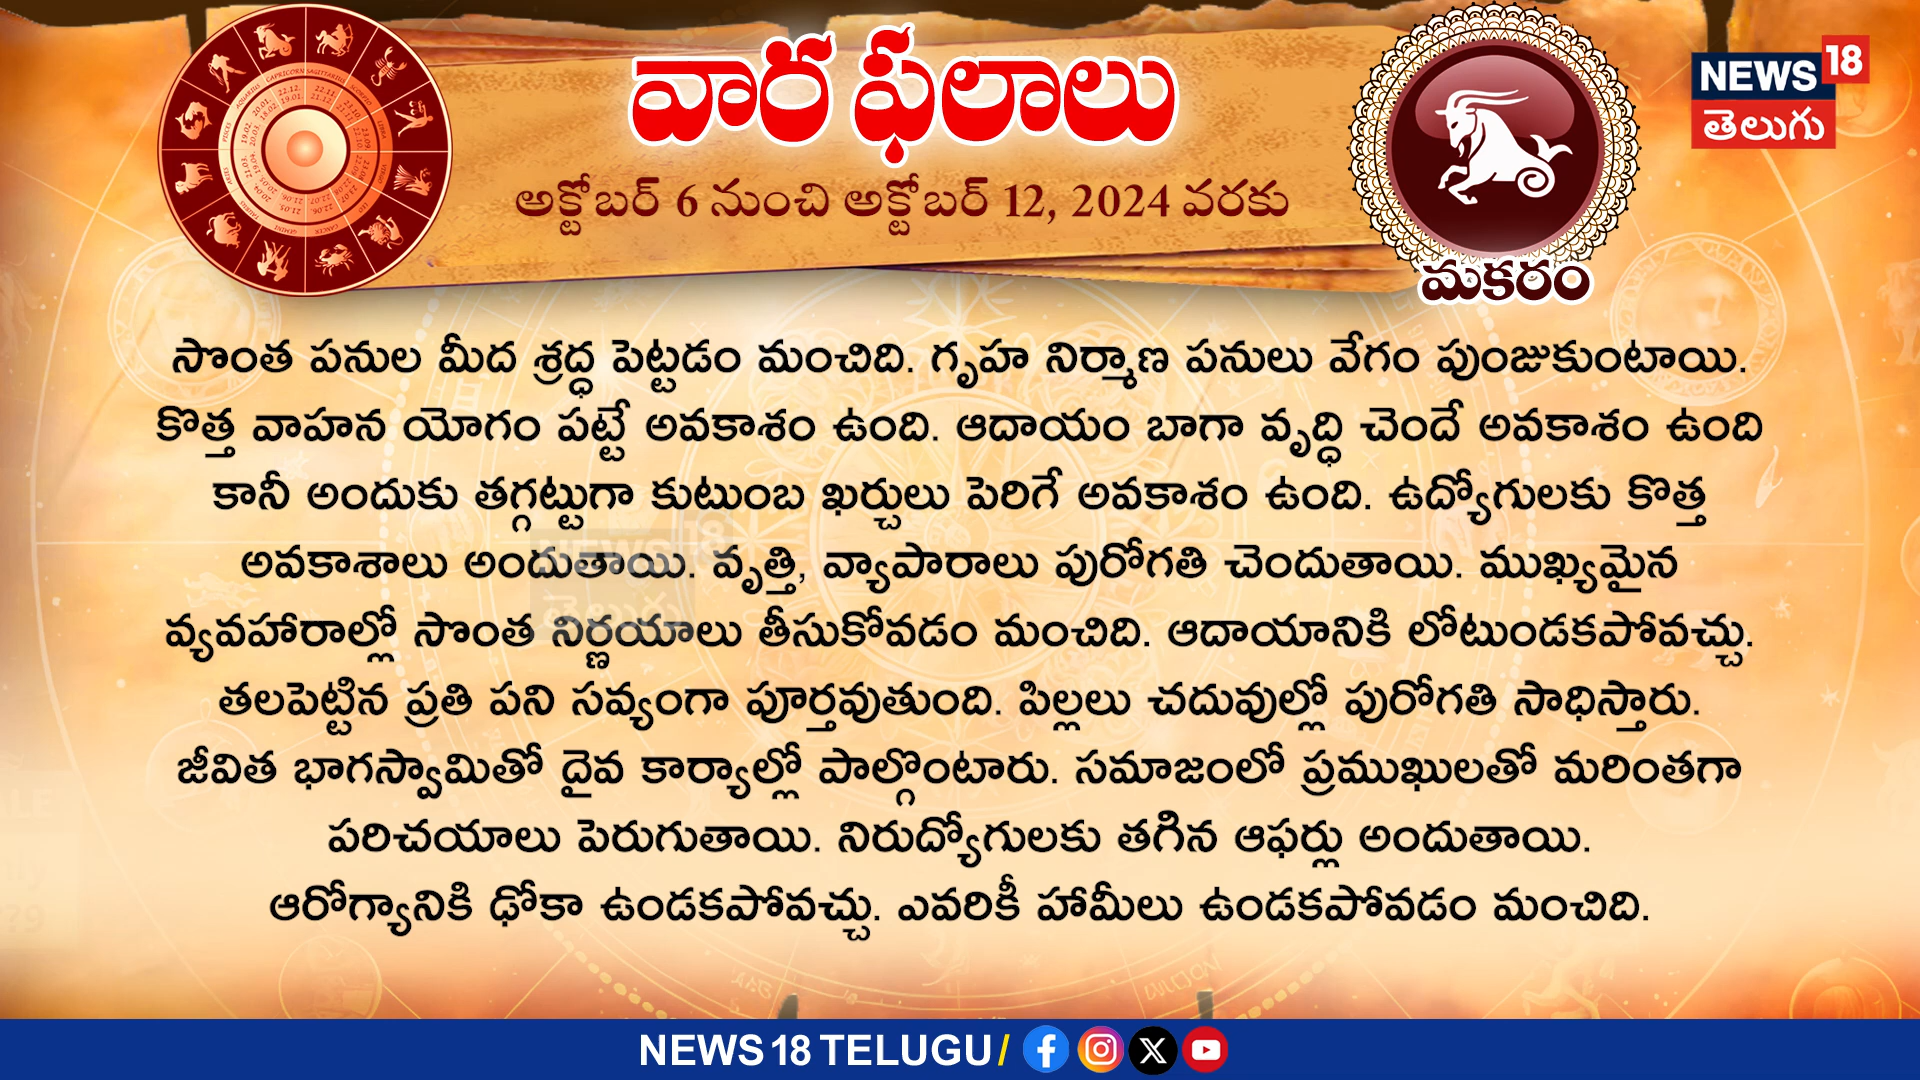 వార ఫలాలు
అక్టోబర్ 6 నుంచి అక్టోబర్ 12, 2024 వరకు
NEWS 18
తెలుగు
మకరం
సొంత పనుల మీద శ్రద్ధ పెట్టడం మంచిది. గృహ నిర్మాణ పనులు వేగం పుంజుకుంటాయి.
కొత్త వాహన యోగం పట్టే అవకాశం ఉంది. ఆదాయం బాగా వృద్ధి చెందే అవకాశం ఉంది
కానీ అందుకు తగ్గట్టుగా కుటుంబ ఖర్చులు పెరిగే అవకాశం ఉంది. ఉద్యోగులకు కొత్త
అవకాశాలు అందుతాయి. వృత్తి, వ్యాపారాలు పురోగతి చెందుతాయి. ముఖ్యమైన
వ్యవహారాల్లో సొంత నిర్ణయాలు తీసుకోవడం మంచిది. ఆదాయానికి లోటుండకపోవచ్చు.
తలపెట్టిన ప్రతి పని సవ్యంగా పూర్తవుతుంది. పిల్లలు చదువుల్లో పురోగతి సాధిస్తారు.
జీవిత భాగస్వామితో దైవ కార్యాల్లో పాల్గొంటారు. సమాజంలో ప్రముఖులతో మరింతగా
పరిచయాలు పెరుగుతాయి. నిరుద్యోగులకు తగిన ఆఫర్లు అందుతాయి.
ఆరోగ్యానికి ఢోకా ఉండకపోవచ్చు. ఎవరికీ హామీలు ఉండకపోవడం మంచిది.
NEWS 18 TELUGU /